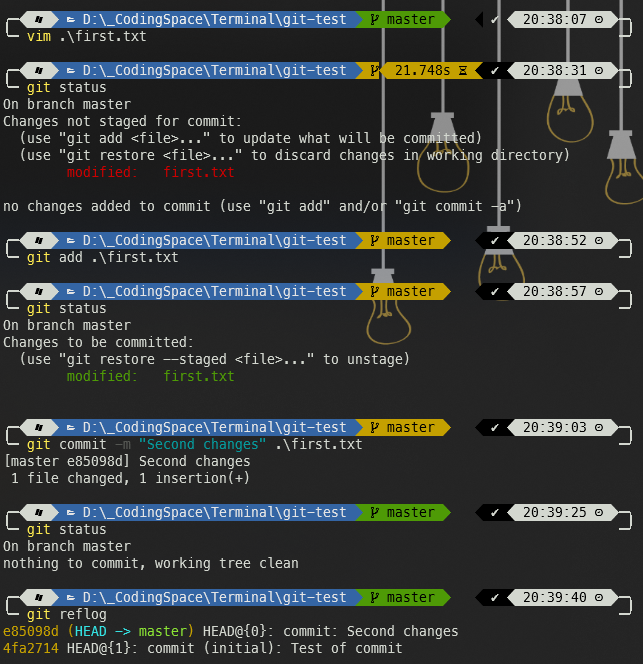 D:\_CodingSpace\Terminal\git-test master ✔ 20:38:07
vim .\first.txt
D:\_CodingSpace\Terminal\git-test 21.748s ✔ 20:38:31
git status
On branch master
Changes not staged for commit:
(use "git add <file>..." to update what will be committed)
(use "git restore <file>..." to discard changes in working directory)
modified: first.txt
no changes added to commit (use "git add" and/or "git commit -a")
D:\_CodingSpace\Terminal\git-test master ✔ 20:38:52
git add .\first.txt
D:\_CodingSpace\Terminal\git-test master ✔ 20:38:57
git status
On branch master
Changes to be committed:
(use "git restore --staged <file>..." to unstage)
modified: first.txt
D:\_CodingSpace\Terminal\git-test master ✔ 20:39:03
git commit -m "Second changes" .\first.txt
[master e85098d] Second changes
1 file changed, 1 insertion(+)
D:\_CodingSpace\Terminal\git-test master ✔ 20:39:25
git status
On branch master
nothing to commit, working tree clean
D:\_CodingSpace\Terminal\git-test master ✔ 20:39:40
git reflog
e85098d (HEAD -> master) HEAD@{0}: commit: Second changes
4fa2714 HEAD@{1}: commit (initial): Test of commit